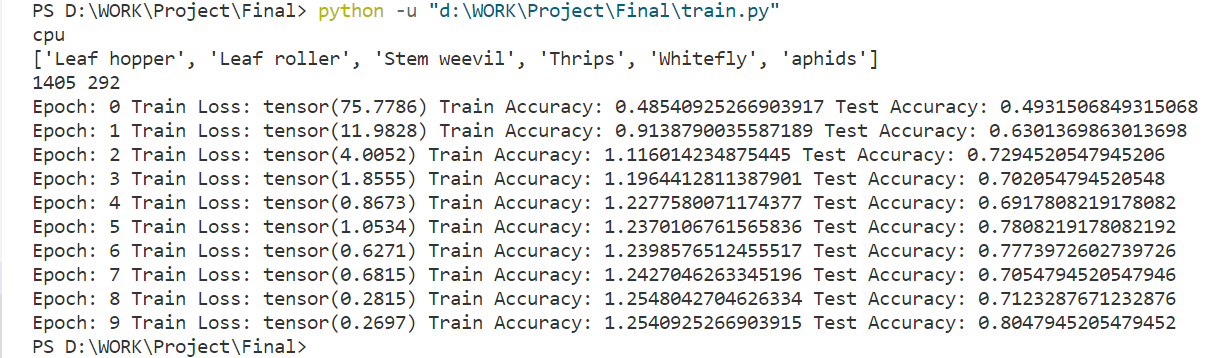 PS D:\WORK\Project\Final> python -u "d:\WORK\Project\Final\train.py"
cpu
['Leaf hopper', 'Leaf roller', 'Stem weevil', 'Thrips', 'Whitefly', 'aphids']
1405 292
Epoch: 0 Train Loss: tensor(75.7786) Train Accuracy: 0.48540925266903917 Test Accuracy: 0.4931506849315068
Epoch: 1 Train Loss: tensor(11.9828) Train Accuracy: 0.9138790035587189 Test Accuracy: 0.6301369863013698
Epoch: 2 Train Loss: tensor(4.0052) Train Accuracy: 1.116014234875445 Test Accuracy: 0.7294520547945206
Epoch: 3 Train Loss: tensor(1.8555) Train Accuracy: 1.1964412811387901 Test Accuracy: 0.702054794520548
Epoch: 4 Train Loss: tensor(0.8673) Train Accuracy: 1.2277580071174377 Test Accuracy: 0.6917808219178082
Epoch: 5 Train Loss: tensor(1.0534) Train Accuracy: 1.2370106761565836 Test Accuracy: 0.7808219178082192
Epoch: 6 Train Loss: tensor(0.6271) Train Accuracy: 1.2398576512455517 Test Accuracy: 0.7773972602739726
Epoch: 7 Train Loss: tensor(0.6815) Train Accuracy: 1.2427046263345196 Test Accuracy: 0.7054794520547946
Epoch: 8 Train Loss: tensor(0.2815) Train Accuracy: 1.2548042704626334 Test Accuracy: 0.7123287671232876
Epoch: 9 Train Loss: tensor(0.2697) Train Accuracy: 1.2540925266903915 Test Accuracy: 0.8047945205479452
PS D:\WORK\Project\Final>